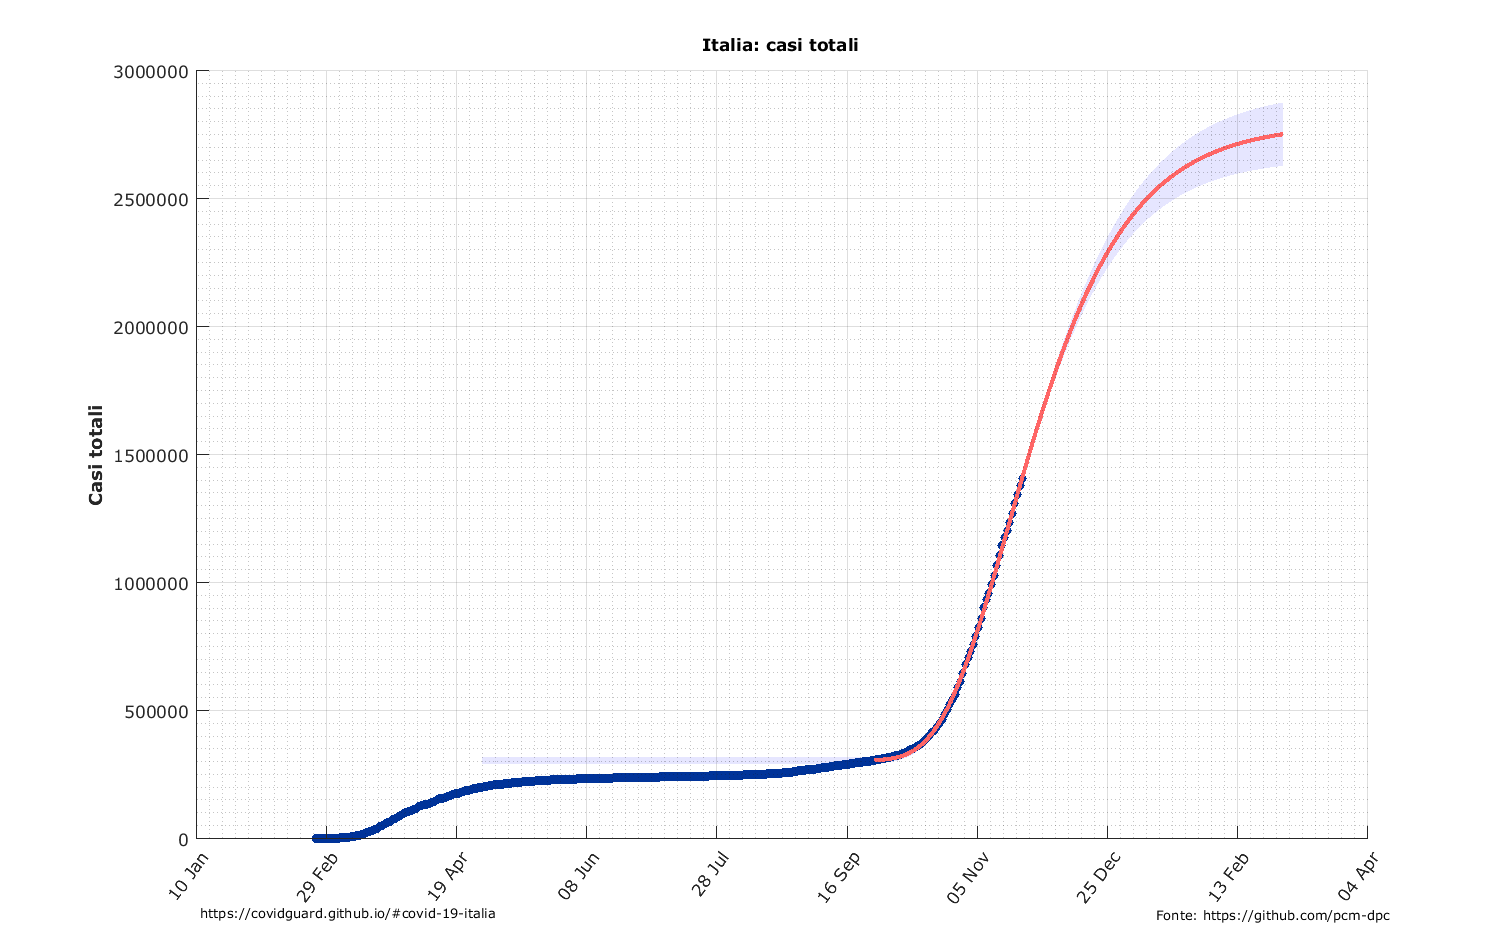 Italia: casi totali
Casi totali
3000000
2500000
2000000
1500000
1000000
500000
0
10 Jan
29 Feb
19 Apr
08 Jun
28 Jul
16 Sep
05 Nov
25 Dec
13 Feb
04 Apr
https://covidguard.github.io/#covid-19-italia
Fonte: https://github.com/pcm-dpc